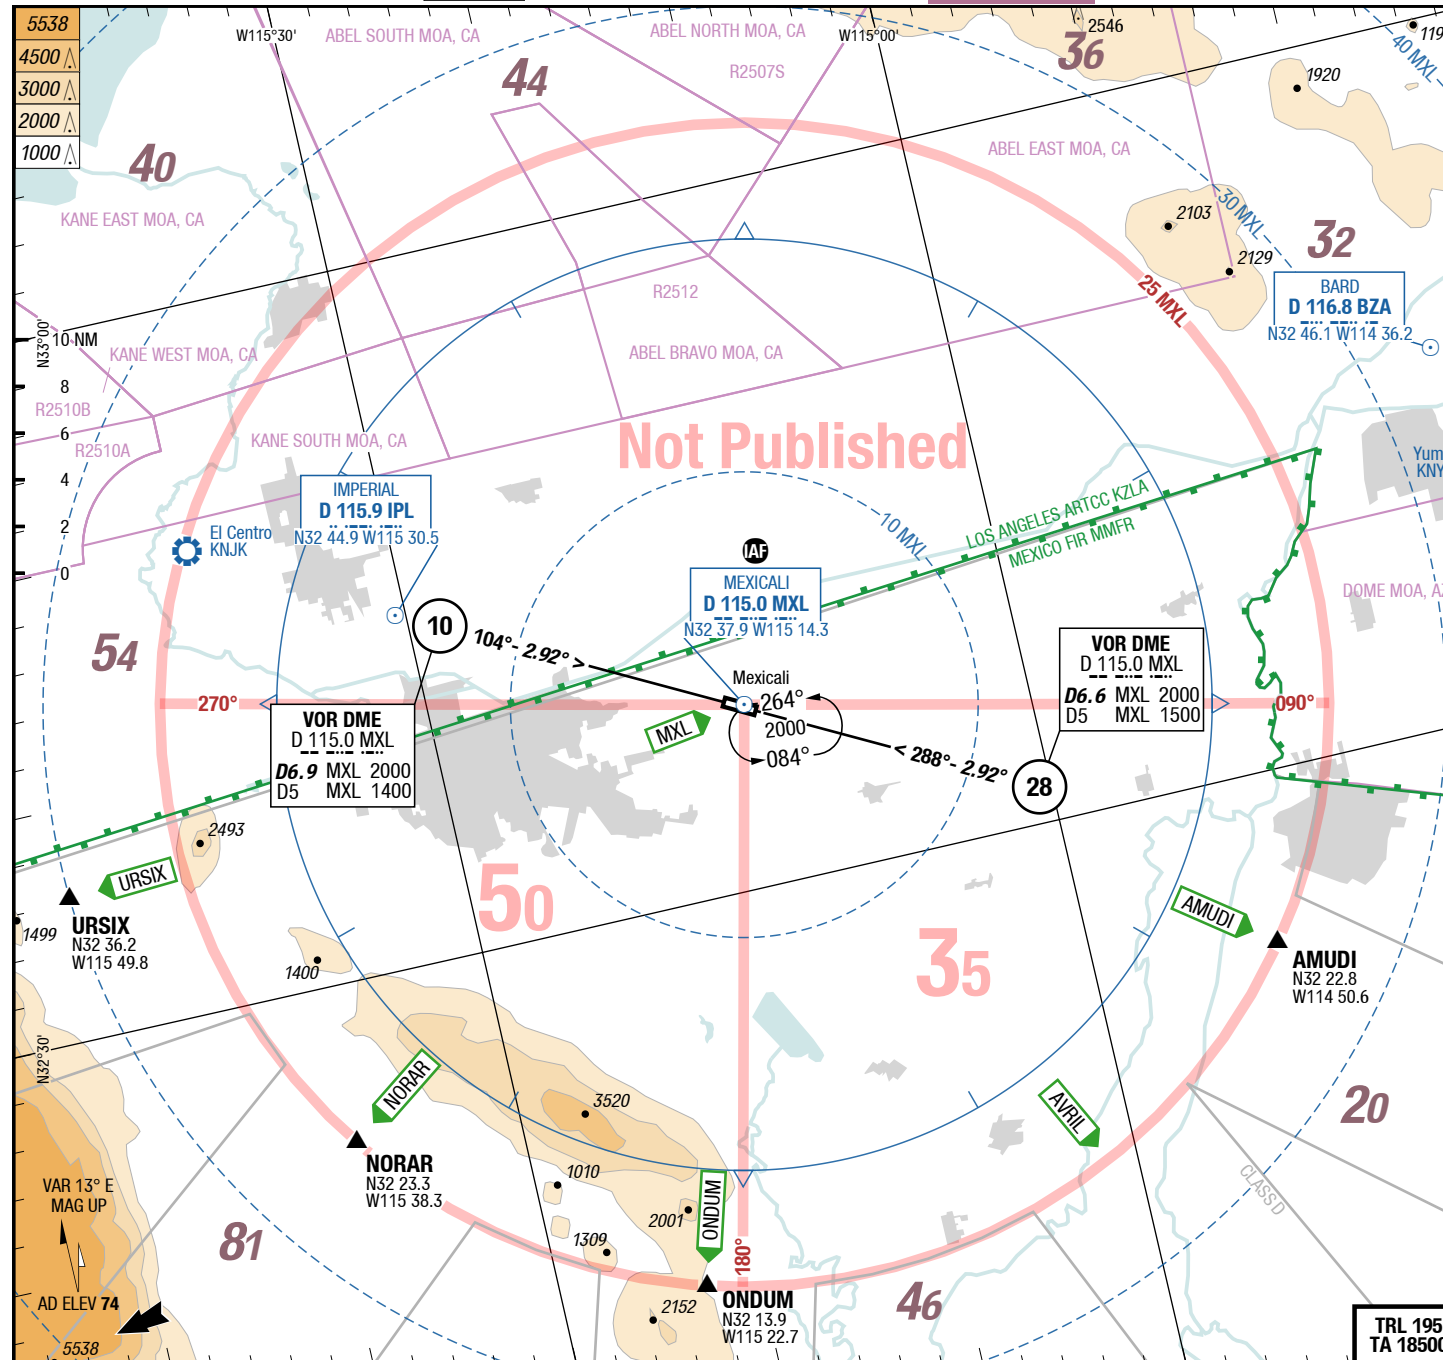 5538
4500
3000
2000
1000
W115°30'
ABEL SOUTH MOA, CA
ABEL NORTH MOA, CA
W115°00'
2546
36
40 MXL
44
R2507S
1920
40
ABEL EAST MOA, CA
KANE EAST MOA, CA
30 MXL
2103
32
2129
R2512
25 MXL
BARD
D 116.8 BZA
N32 46.1 W114 36.2
N33°00'
10 NM
8
6
4
2
0
KANE WEST MOA, CA
ABEL BRAVO MOA, CA
R2510B
R2510A
KANE SOUTH MOA, CA
Not Published
IMPERIAL
D 115.9 IPL
N32 44.9 W115 30.5
El Centro
KNJK
10 MXL
LOS ANGELES ARTCC KZLA
MEXICO FIR MMFR
IAF
MEXICALI
D 115.0 MXL
N32 37.9 W115 14.3
DOME MOA, AZ
54
10
104°- 2.92° >
Mexicali
264°
2000
084°
MXL
VOR DME
D 115.0 MXL
D6.6 MXL 2000
D5 MXL 1500
270°
090°
VOR DME
D 115.0 MXL
D6.9 MXL 2000
D5 MXL 1400
< 288°- 2.92°
28
2493
URSIX
URSIX
N32 36.2
W115 49.8
1499
50
35
1400
AMUDI
AMUDI
N32 22.8
W114 50.6
N32°30'
NORAR
NORAR
N32 23.3
W115 38.3
3520
AVRIL
20
1010
2001
ONDUM
CLASS D
VAR 13° E
MAG UP
81
1309
180°
ONDUM
N32 13.9
W115 22.7
2152
46
AD ELEV 74
5538
TRL 195
TA 18500